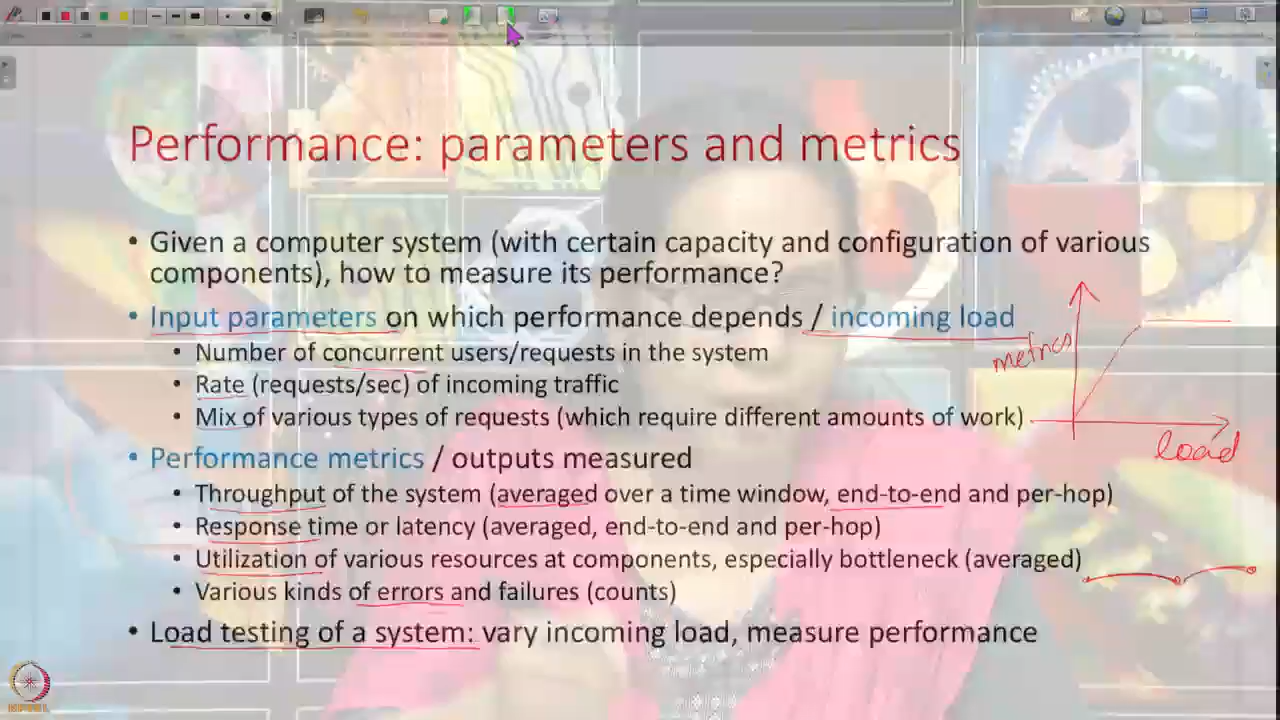 Performance: parameters and metrics
• Given a computer system (with certain capacity and configuration of various
components), how to measure its performance?
• Input parameters on which performance depends / incoming load
• Number of concurrent users/requests in the system
• Rate (requests/sec) of incoming traffic
• Mix of various types of requests (which require different amounts of work)
metrics
load
• Performance metrics / outputs measured
• Throughput of the system (averaged over a time window, end-to-end and per-hop)
• Response time or latency (averaged, end-to-end and per-hop)
• Utilization of various resources at components, especially bottleneck (averaged)
• Various kinds of errors and failures (counts)
• Load testing of a system: vary incoming load, measure performance
NPTEL